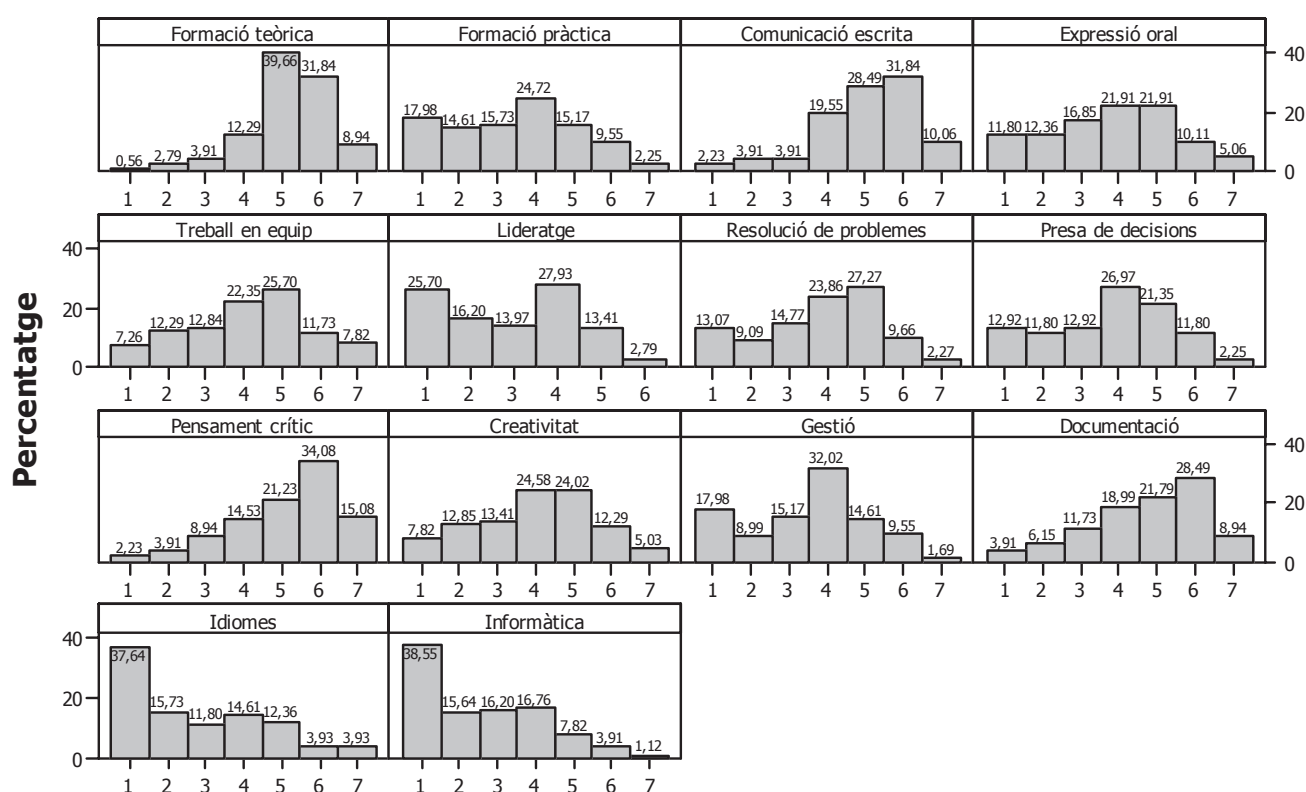 Percentatge
Formació teòrica Formació pràctica Comunicació escrita Expressió oral
0,56 2,79 3,91 12,29 39,66 31,84 8,94
17,98 14,61 15,73 24,72 15,17 9,55 2,25
2,23 3,91 3,91 19,55 28,49 31,84 10,06
11,80 12,36 16,85 21,91 21,91 10,11 5,06
40
20
0
1 2 3 4 5 6 7 1 2 3 4 5 6 7 1 2 3 4 5 6 7 1 2 3 4 5 6 7
Treball en equip Lideratge Resolució de problemes Presa de decisions
40
20
0
7,26 12,29 12,84 22,35 25,70 11,73 7,82
25,70 16,20 13,97 27,93 13,41 2,79
13,07 9,09 14,77 23,86 27,27 9,66 2,27
12,92 11,80 12,92 26,97 21,35 11,80 2,25
1 2 3 4 5 6 7 1 2 3 4 5 6 1 2 3 4 5 6 7 1 2 3 4 5 6 7
Pensament crític Creativitat Gestió Documentació
2,23 3,91 8,94 14,53 21,23 34,08 15,08
7,82 12,85 13,41 24,58 24,02 12,29 5,03
17,98 8,99 15,17 32,02 14,61 9,55 1,69
3,91 6,15 11,73 18,99 21,79 28,49 8,94
40
20
0
1 2 3 4 5 6 7 1 2 3 4 5 6 7 1 2 3 4 5 6 7 1 2 3 4 5 6 7
Idiomes Informàtica
40
20
0
37,64 15,73 11,80 14,61 12,36 3,93 3,93
38,55 15,64 16,20 16,76 7,82 3,91 1,12
1 2 3 4 5 6 7 1 2 3 4 5 6 7